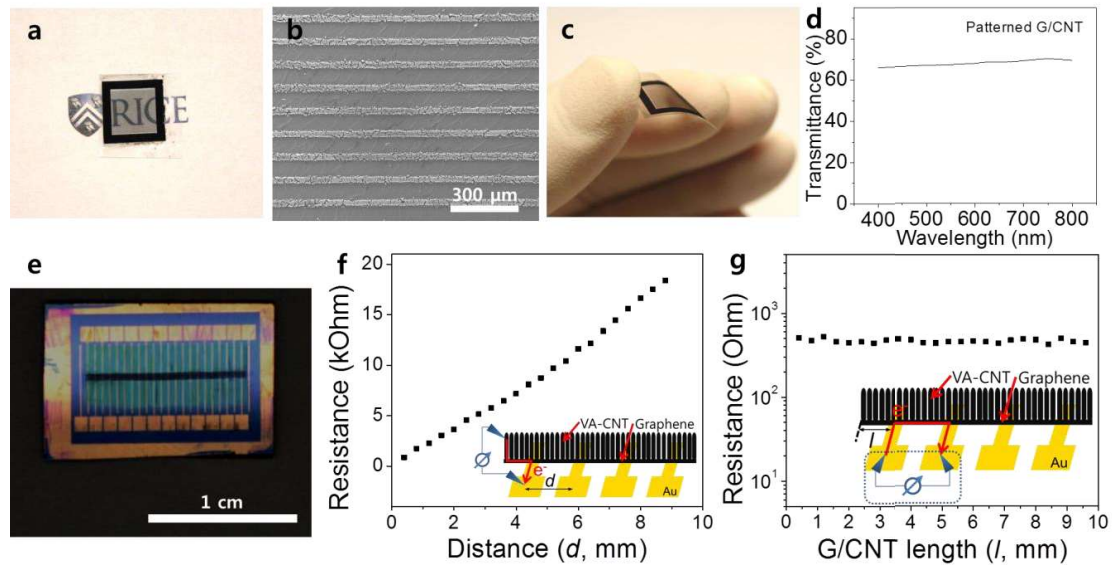 a
RICE
b
300 µm
c
d
Patterned G/CNT
Transmittance (%)
80
60
40
20
0
400 500 600 700 800
Wavelength (nm)
e
1 cm
f
Resistance (kOhm)
20
15
10
5
0
VA-CNT Graphene
e-
d
Au
0 2 4 6 8 10
Distance (d, mm)
g
Resistance (Ohm)
10³
10²
10¹
VA-CNT Graphene
e-
l
Au
0 1 2 3 4 5 6 7 8 9 10
G/CNT length (l, mm)